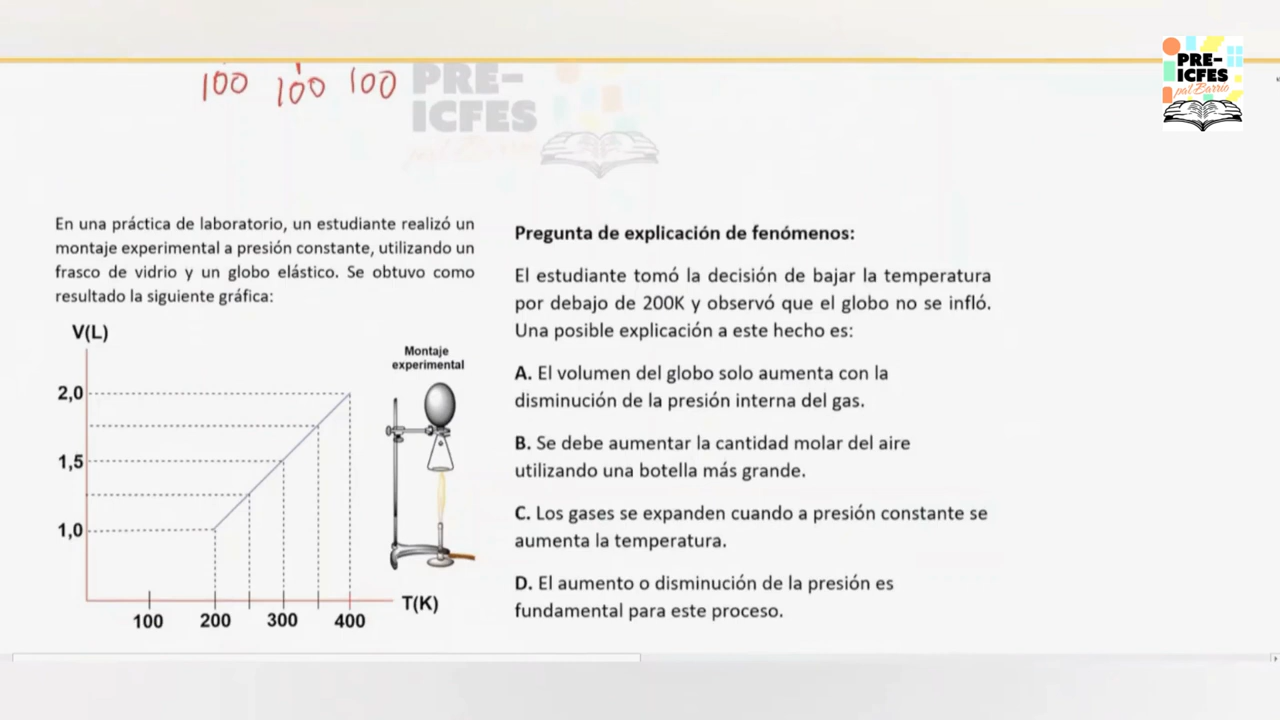 100 100 100
PRE-
ICFES
pal Barrio
PRE-
ICFES
pal Barrio
En una práctica de laboratorio, un estudiante realizó un
montaje experimental a presión constante, utilizando un
frasco de vidrio y un globo elástico. Se obtuvo como
resultado la siguiente gráfica:
V(L)
2,0
1,5
1,0
100 200 300 400
T(K)
Montaje
experimental
Pregunta de explicación de fenómenos:
El estudiante tomó la decisión de bajar la temperatura
por debajo de 200K y observó que el globo no se infló.
Una posible explicación a este hecho es:
A. El volumen del globo solo aumenta con la
disminución de la presión interna del gas.
B. Se debe aumentar la cantidad molar del aire
utilizando una botella más grande.
C. Los gases se expanden cuando a presión constante se
aumenta la temperatura.
D. El aumento o disminución de la presión es
fundamental para este proceso.